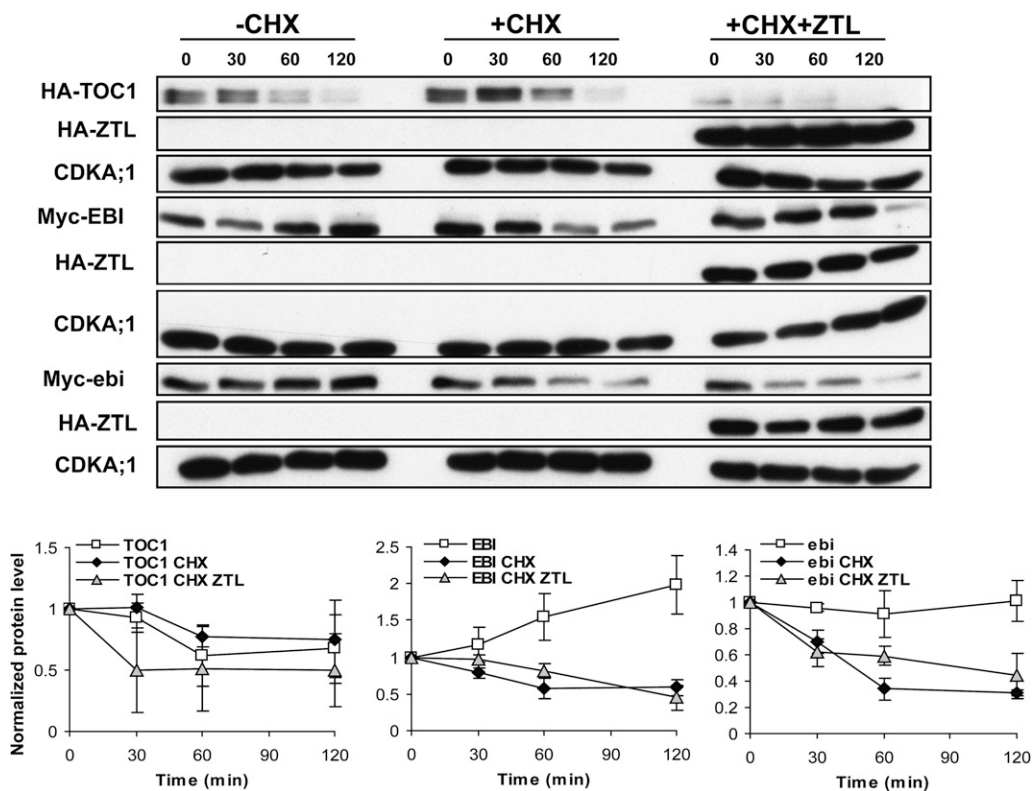 -CHX +CHX +CHX+ZTL
0 30 60 120 0 30 60 120 0 30 60 120
HA-TOC1
HA-ZTL
CDKA;1
Myc-EBI
HA-ZTL
CDKA;1
Myc-ebi
HA-ZTL
CDKA;1
Normalized protein level
1.5
1
0.5
0
TOC1
TOC1 CHX
TOC1 CHX ZTL
0 30 60 90 120
Time (min)
2.5
2
1.5
1
0.5
0
EBI
EBI CHX
EBI CHX ZTL
0 30 60 90 120
Time (min)
1.4
1.2
1
0.8
0.6
0.4
0.2
0
ebi
ebi CHX
ebi CHX ZTL
0 30 60 90 120
Time (min)